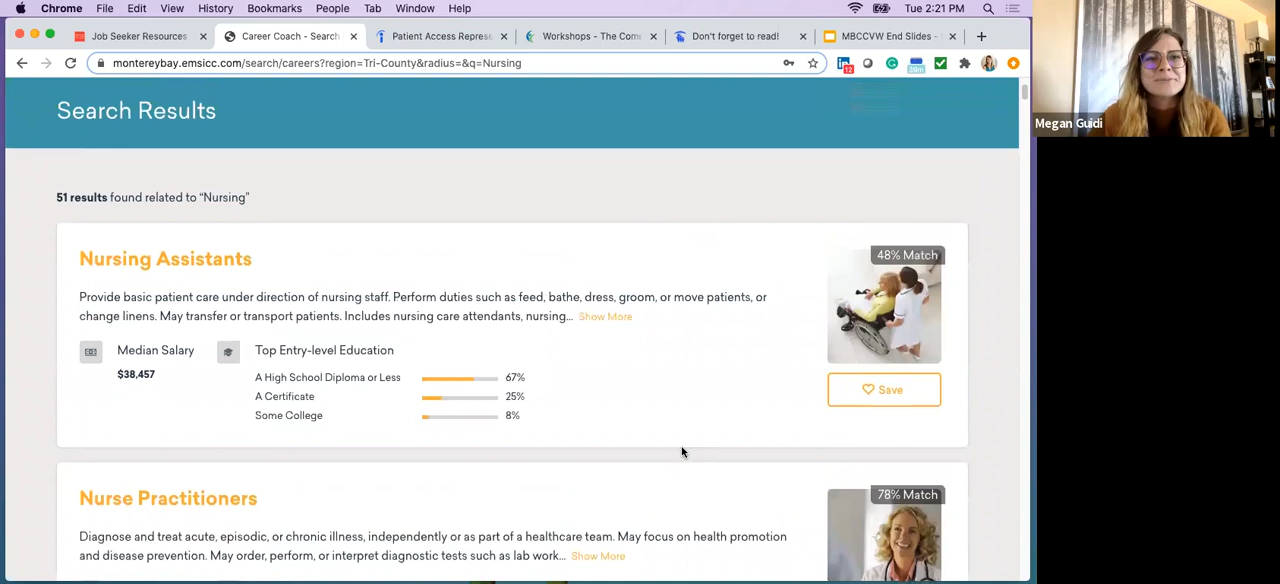 Chrome File Edit View History Bookmarks People Tab Window Help Tue 2:21 PM
Job Seeker Resources Career Coach - Search Patient Access Represe Workshops - The Com Don't forget to read! MBCCVW End Slides -
montereybay.emsicc.com/search/careers?region=Tri-County&radius=&q=Nursing
12
Megan Guidi
Search Results
51 results found related to “Nursing”
Nursing Assistants
48% Match
Provide basic patient care under direction of nursing staff. Perform duties such as feed, bathe, dress, groom, or move patients, or
change linens. May transfer or transport patients. Includes nursing care attendants, nursing... Show More
Median Salary
$38,457
Top Entry-level Education
A High School Diploma or Less 67%
A Certificate 25%
Some College 8%
Save
Nurse Practitioners
78% Match
Diagnose and treat acute, episodic, or chronic illness, independently or as part of a healthcare team. May focus on health promotion
and disease prevention. May order, perform, or interpret diagnostic tests such as lab work... Show More